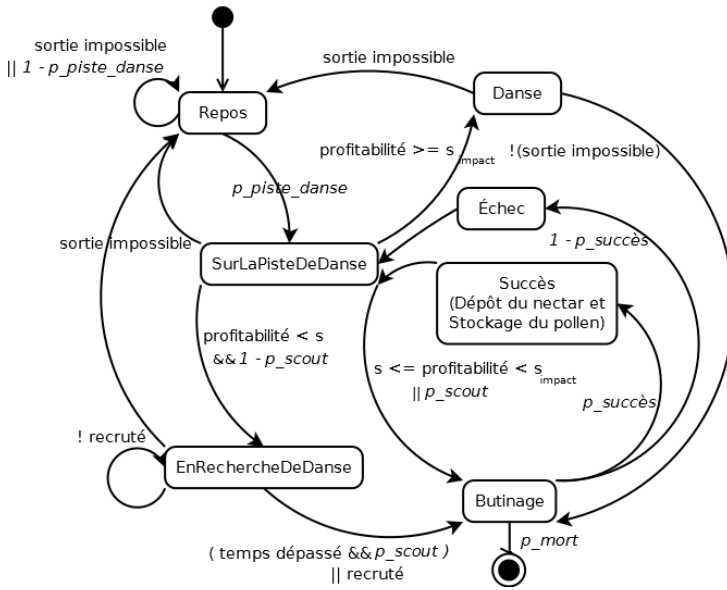 sortie impossible
|| 1 - p_piste_danse
sortie impossible
Repos
Danse
profitabilité >= s_impact
!(sortie impossible)
p_piste_danse
Échec
1 - p_succès
sortie impossible
SurLaPisteDeDanse
Succès
(Dépôt du nectar et
Stockage du pollen)
profitabilité < s
&& 1 - p_scout
s <= profitabilité < s_impact
|| p_scout
p_succès
! recruté
EnRechercheDeDanse
Butinage
( temps dépassé && p_scout )
|| recruté
p_mort